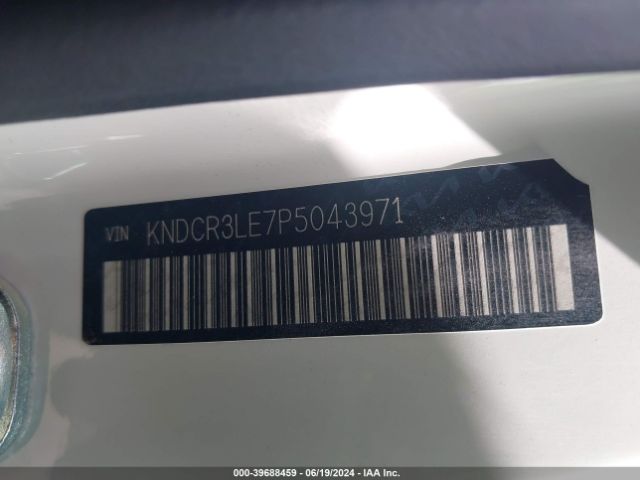 VIN KNDCR3LE7P5043971
000-39688459 - 06/19/2024 - IAA Inc.